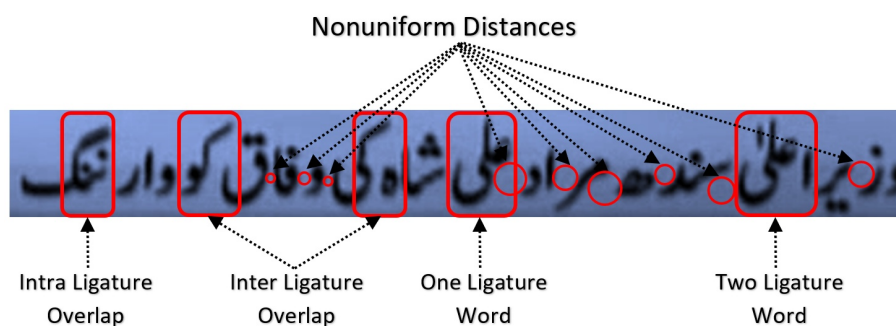 Nonuniform Distances
وزیر اعلیٰ سندھ مراد علی شاہ کی وفاق کو وارننگ
Intra Ligature Overlap
Inter Ligature Overlap
One Ligature Word
Two Ligature Word